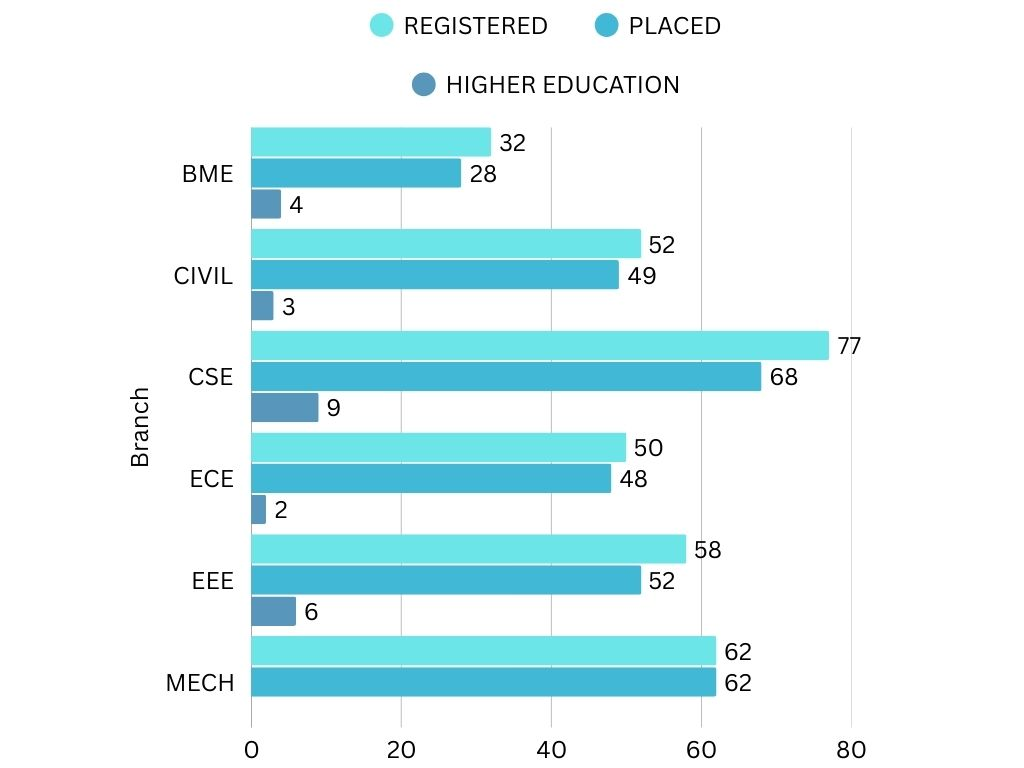 REGISTERED PLACED
HIGHER EDUCATION
32
BME 28
4
52
CIVIL 49
3
77
CSE 68
9
Branch
50
ECE 48
2
58
EEE 52
6
62
MECH 62
0 20 40 60 80